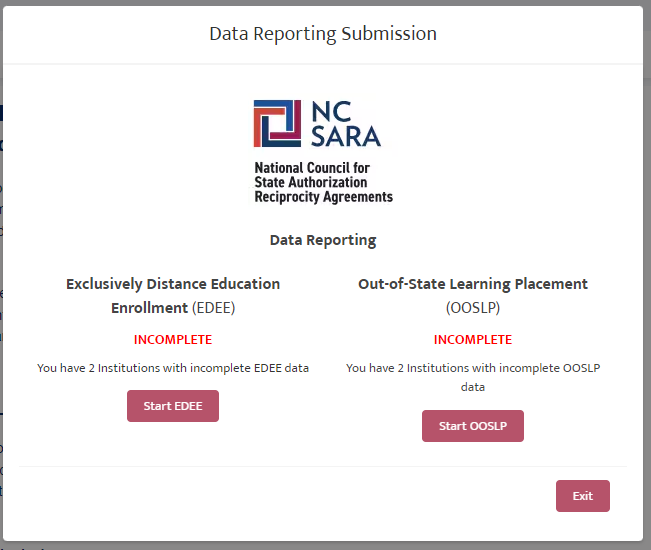 Data Reporting Submission
NC
SARA
National Council for
State Authorization
Reciprocity Agreements
Data Reporting
Exclusively Distance Education
Enrollment (EDEE)
INCOMPLETE
You have 2 Institutions with incomplete EDEE data
Start EDEE
Out-of-State Learning Placement
(OOSLP)
INCOMPLETE
You have 2 Institutions with incomplete OOSLP
data
Start OOSLP
Exit